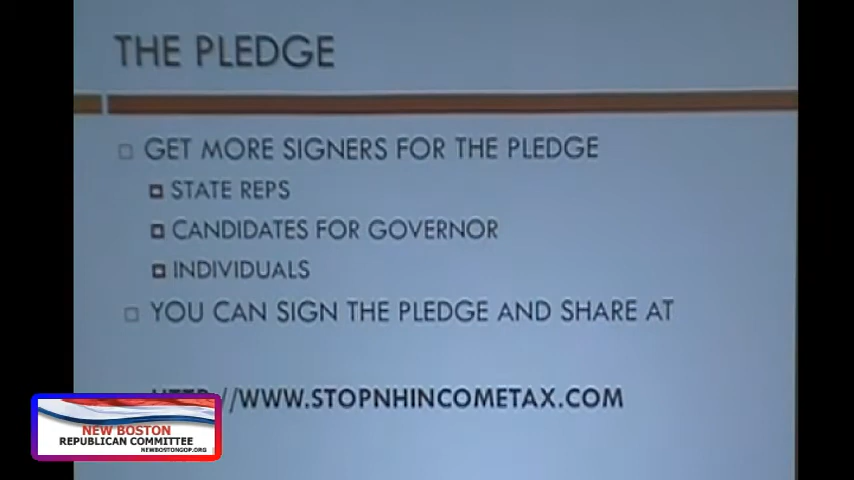 THE PLEDGE
GET MORE SIGNERS FOR THE PLEDGE
STATE REPS
CANDIDATES FOR GOVERNOR
INDIVIDUALS
YOU CAN SIGN THE PLEDGE AND SHARE AT
HTTP://WWW.STOPNHINCOMETAX.COM
NEW BOSTON
REPUBLICAN COMMITTEE
NEWBOSTONGOP.ORG